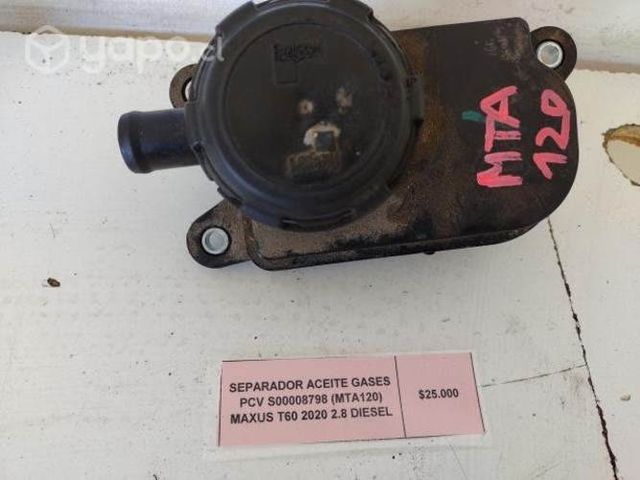 yapo.cl
MTA
120
SEPARADOR ACEITE GASES
PCV S00008798 (MTA120)
MAXUS T60 2020 2.8 DIESEL
$25.000